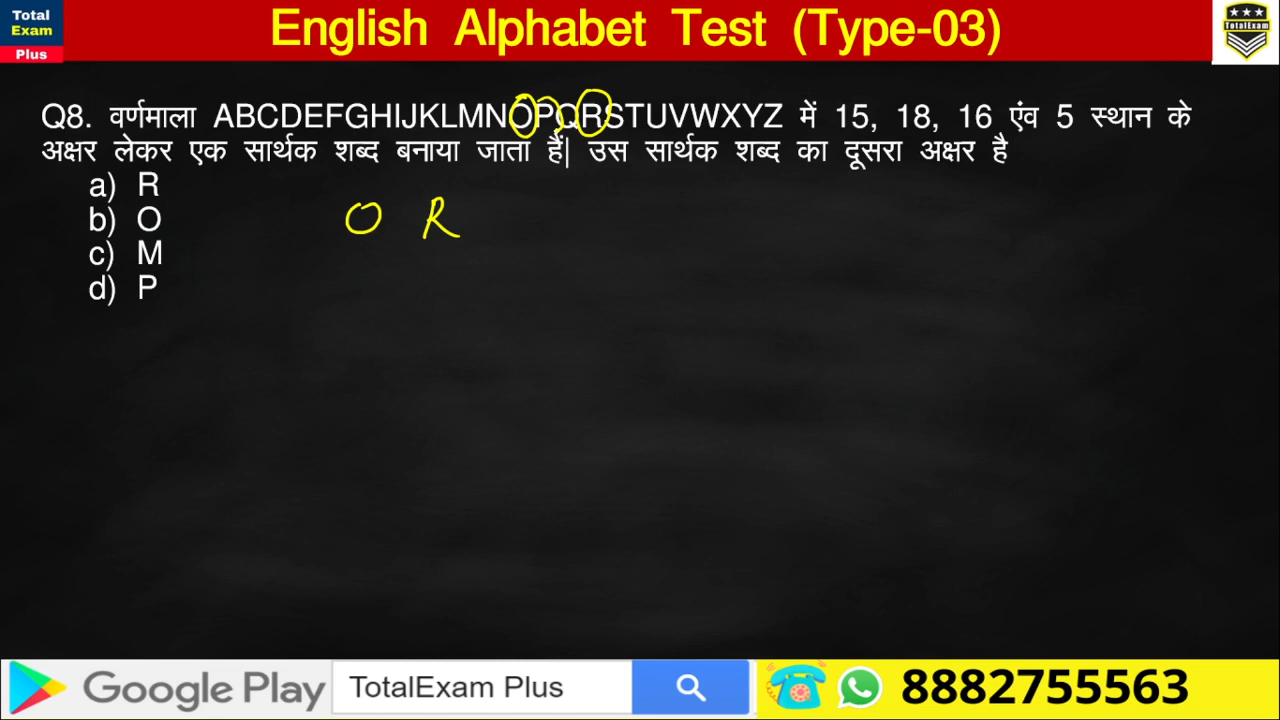 Total
Exam
Plus
English Alphabet Test (Type-03)
TotalExam
Q8. वर्णमाला ABCDEFGHIJKLMNOPQRSTUVWXYZ में 15, 18, 16 एंव 5 स्थान के
अक्षर लेकर एक सार्थक शब्द बनाया जाता हैं| उस सार्थक शब्द का दूसरा अक्षर है
a) R
b) O
c) M
d) P
O R
Google Play
TotalExam Plus
8882755563